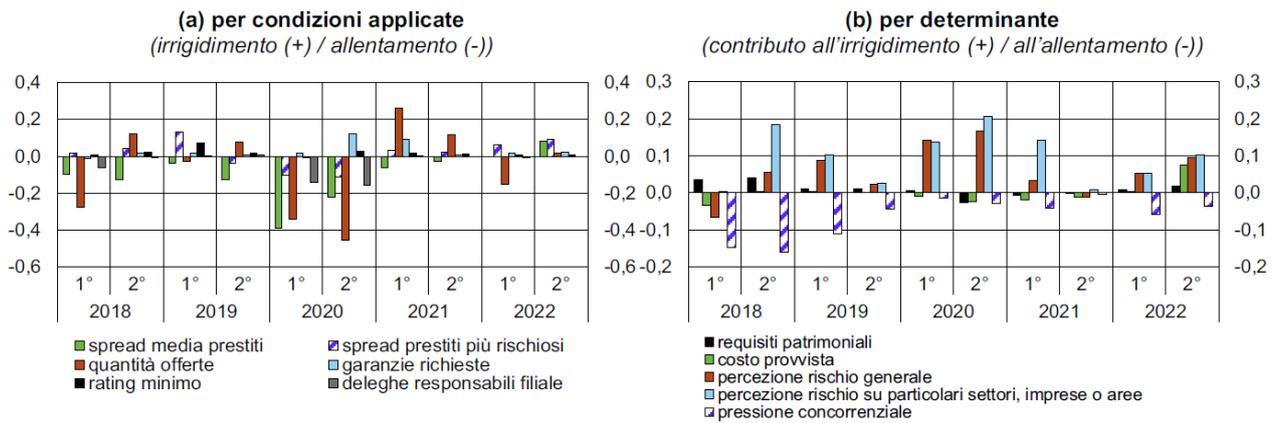 (a) per condizioni applicate
(irrigidimento (+) / allentamento (-))
0,4
0,2
0,0
-0,2
-0,4
-0,6
0,4
0,2
0,0
-0,2
-0,4
-0,6
1° 2° 1° 2° 1° 2° 1° 2° 1° 2°
2018 2019 2020 2021 2022
spread media prestiti
spread prestiti più rischiosi
quantità offerte
garanzie richieste
rating minimo
deleghe responsabili filiale
(b) per determinante
(contributo all'irrigidimento (+) / all'allentamento (-))
0,3
0,2
0,1
0,0
-0,1
-0,2
0,3
0,2
0,1
0,0
-0,1
-0,2
1° 2° 1° 2° 1° 2° 1° 2° 1° 2°
2018 2019 2020 2021 2022
requisiti patrimoniali
costo provvista
percezione rischio generale
percezione rischio su particolari settori, imprese o aree
pressione concorrenziale